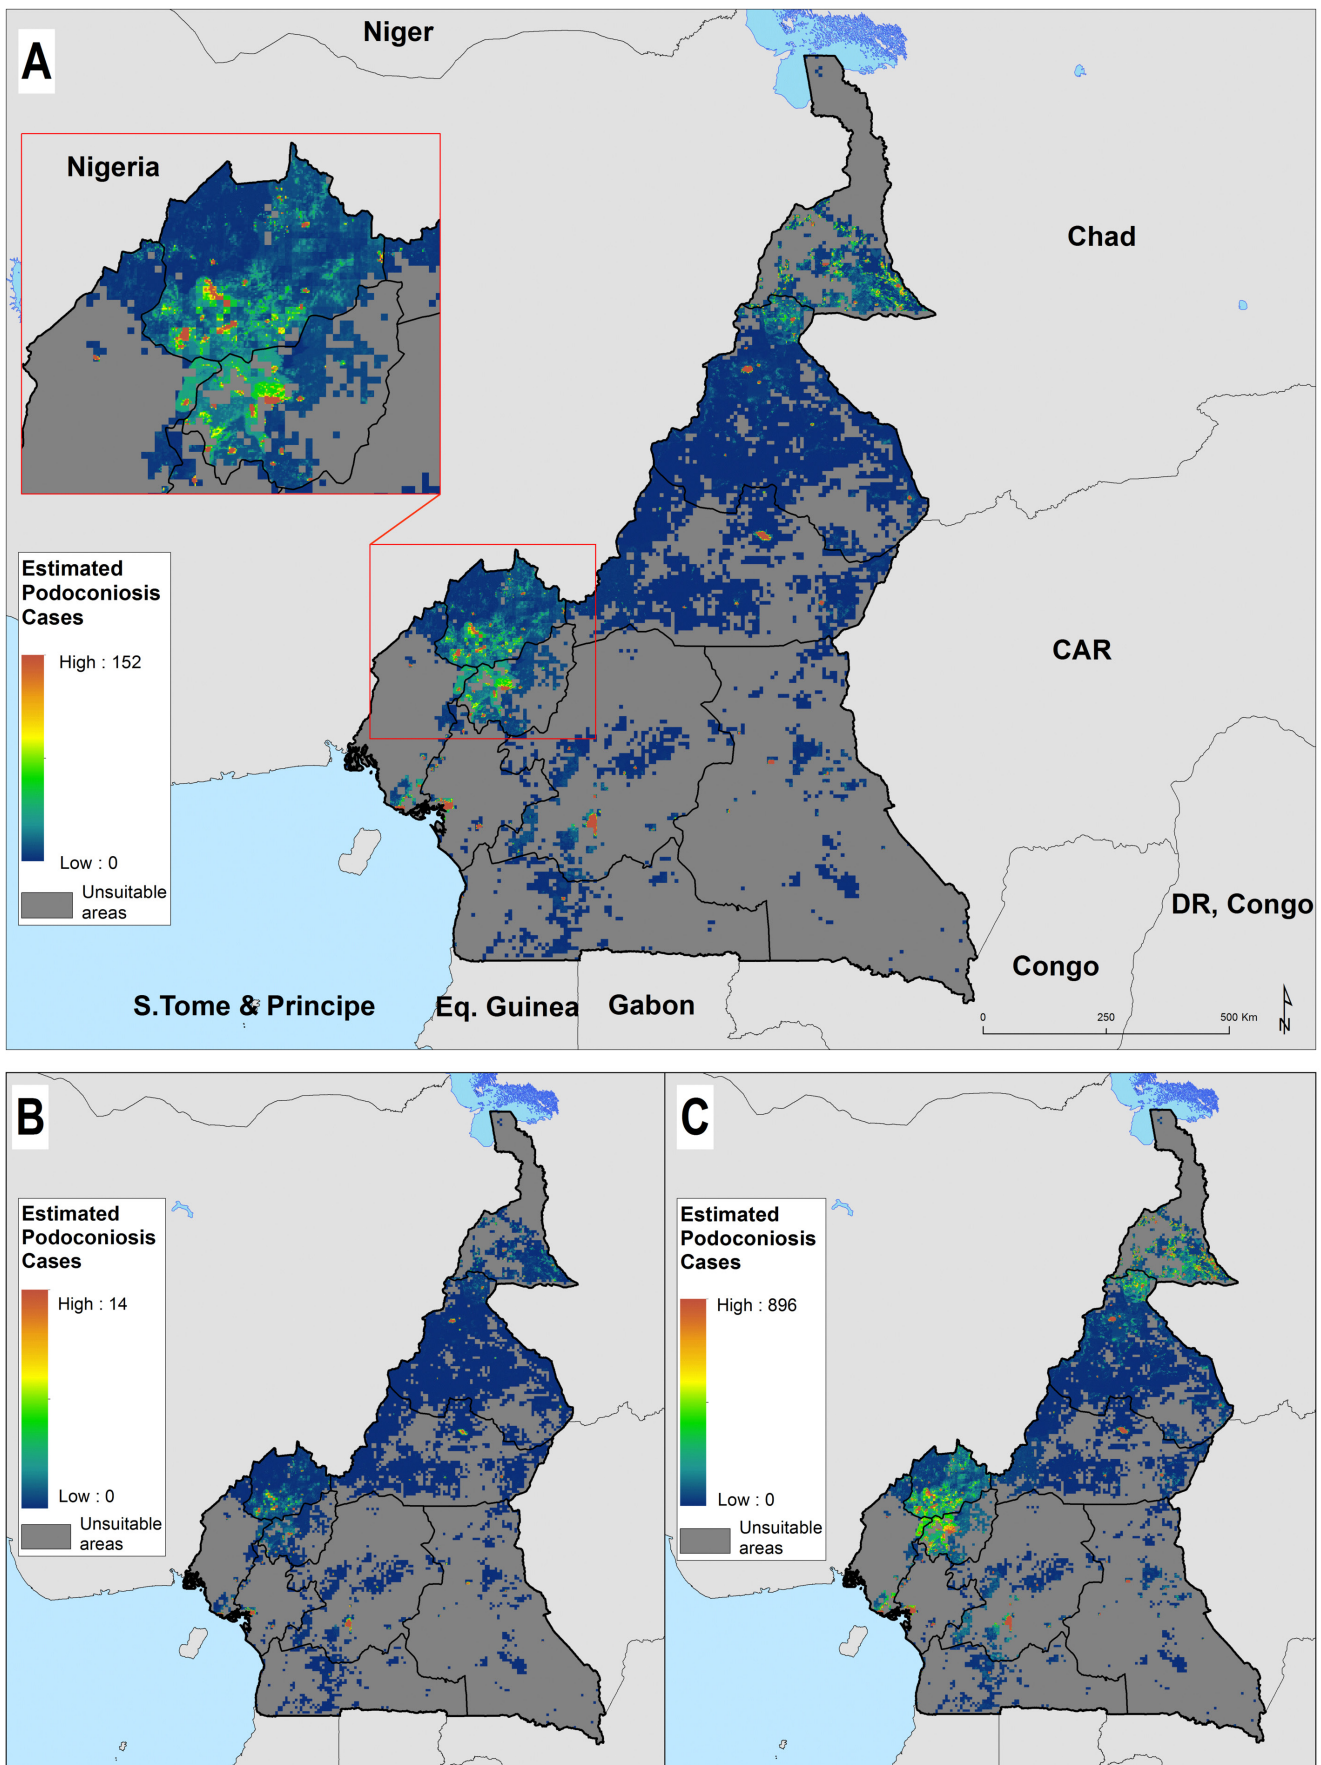 A
Niger
Nigeria
Chad
Estimated
Podoconiosis
Cases
High : 152
Low : 0
Unsuitable
areas
CAR
DR, Congo
Congo
S.Tome & Principe
Eq. Guinea
Gabon
0
250
500 Km
N
B
Estimated
Podoconiosis
Cases
High : 14
Low : 0
Unsuitable
areas
C
Estimated
Podoconiosis
Cases
High : 896
Low : 0
Unsuitable
areas